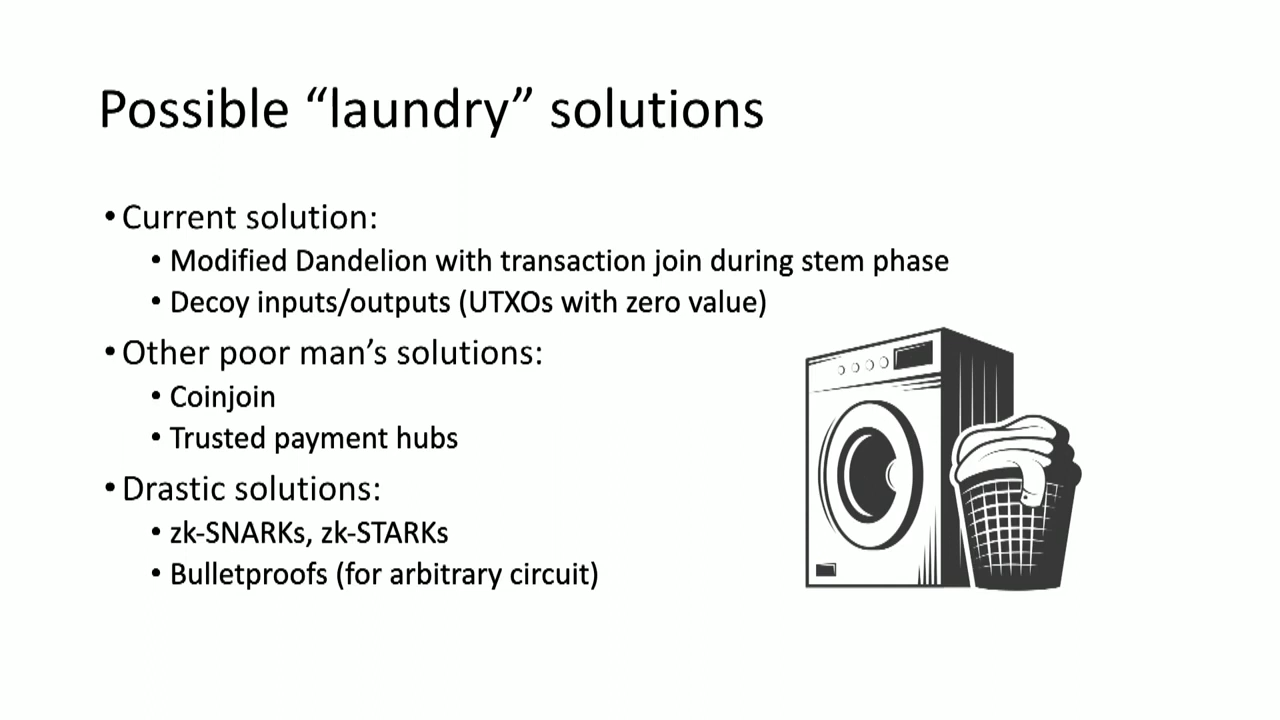 Possible “laundry” solutions
• Current solution:
• Modified Dandelion with transaction join during stem phase
• Decoy inputs/outputs (UTXOs with zero value)
• Other poor man’s solutions:
• Coinjoin
• Trusted payment hubs
• Drastic solutions:
• zk-SNARKs, zk-STARKs
• Bulletproofs (for arbitrary circuit)